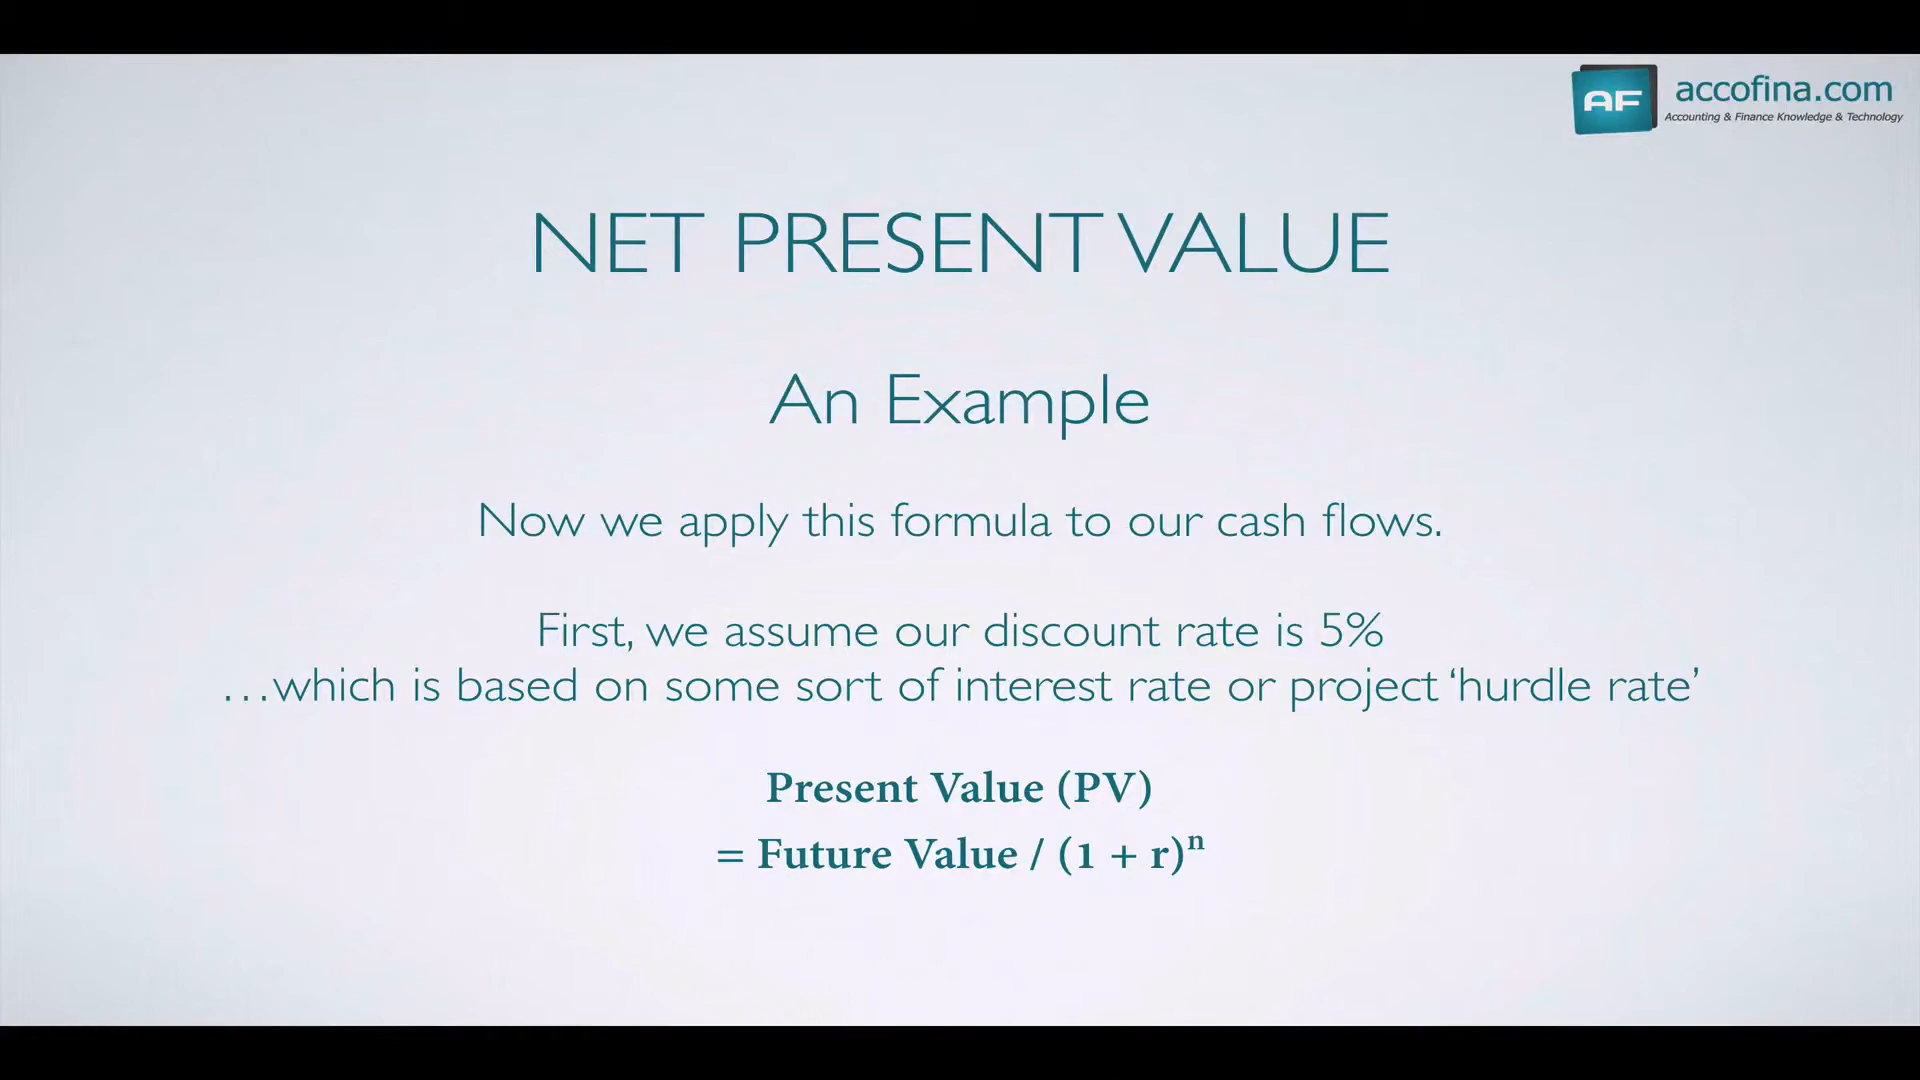 AF accofina.com
Accounting & Finance Knowledge & Technology
NET PRESENT VALUE
An Example
Now we apply this formula to our cash flows.
First, we assume our discount rate is 5%
…which is based on some sort of interest rate or project ‘hurdle rate’
Present Value (PV)
= Future Value / (1 + r)ⁿ